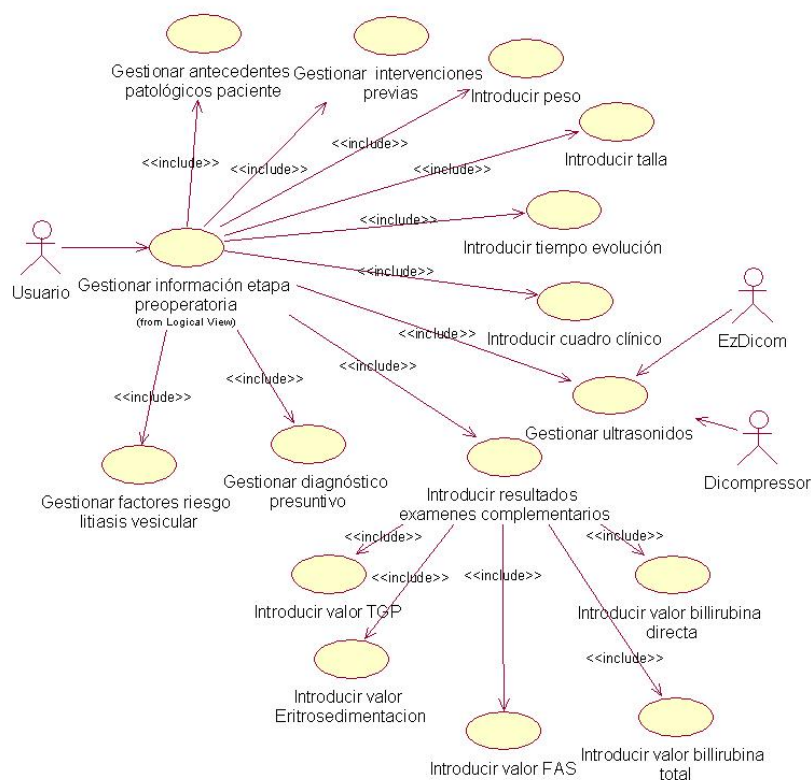 Gestionar antecedentes
patológicos paciente
Gestionar intervenciones
previas
Introducir peso
Introducir talla
<<include>>
<<include>>
<<include>>
<<include>>
Introducir tiempo evolución
<<include>>
Usuario
Gestionar información etapa
preoperatoria
(from Logical View)
<<include>>
Introducir cuadro clínico
EzDicom
<<include>>
<<include>>
<<include>>
<<include>>
Gestionar ultrasonidos
Dicompressor
Gestionar factores riesgo
litiasis vesicular
Gestionar diagnóstico
presuntivo
Introducir resultados
examenes complementarios
<<include>>
<<include>>
<<include>>
<<include>>
<<include>>
Introducir valor TGP
Introducir valor billirubina
directa
Introducir valor
Eritrosedimentacion
Introducir valor FAS
Introducir valor billirubina
total